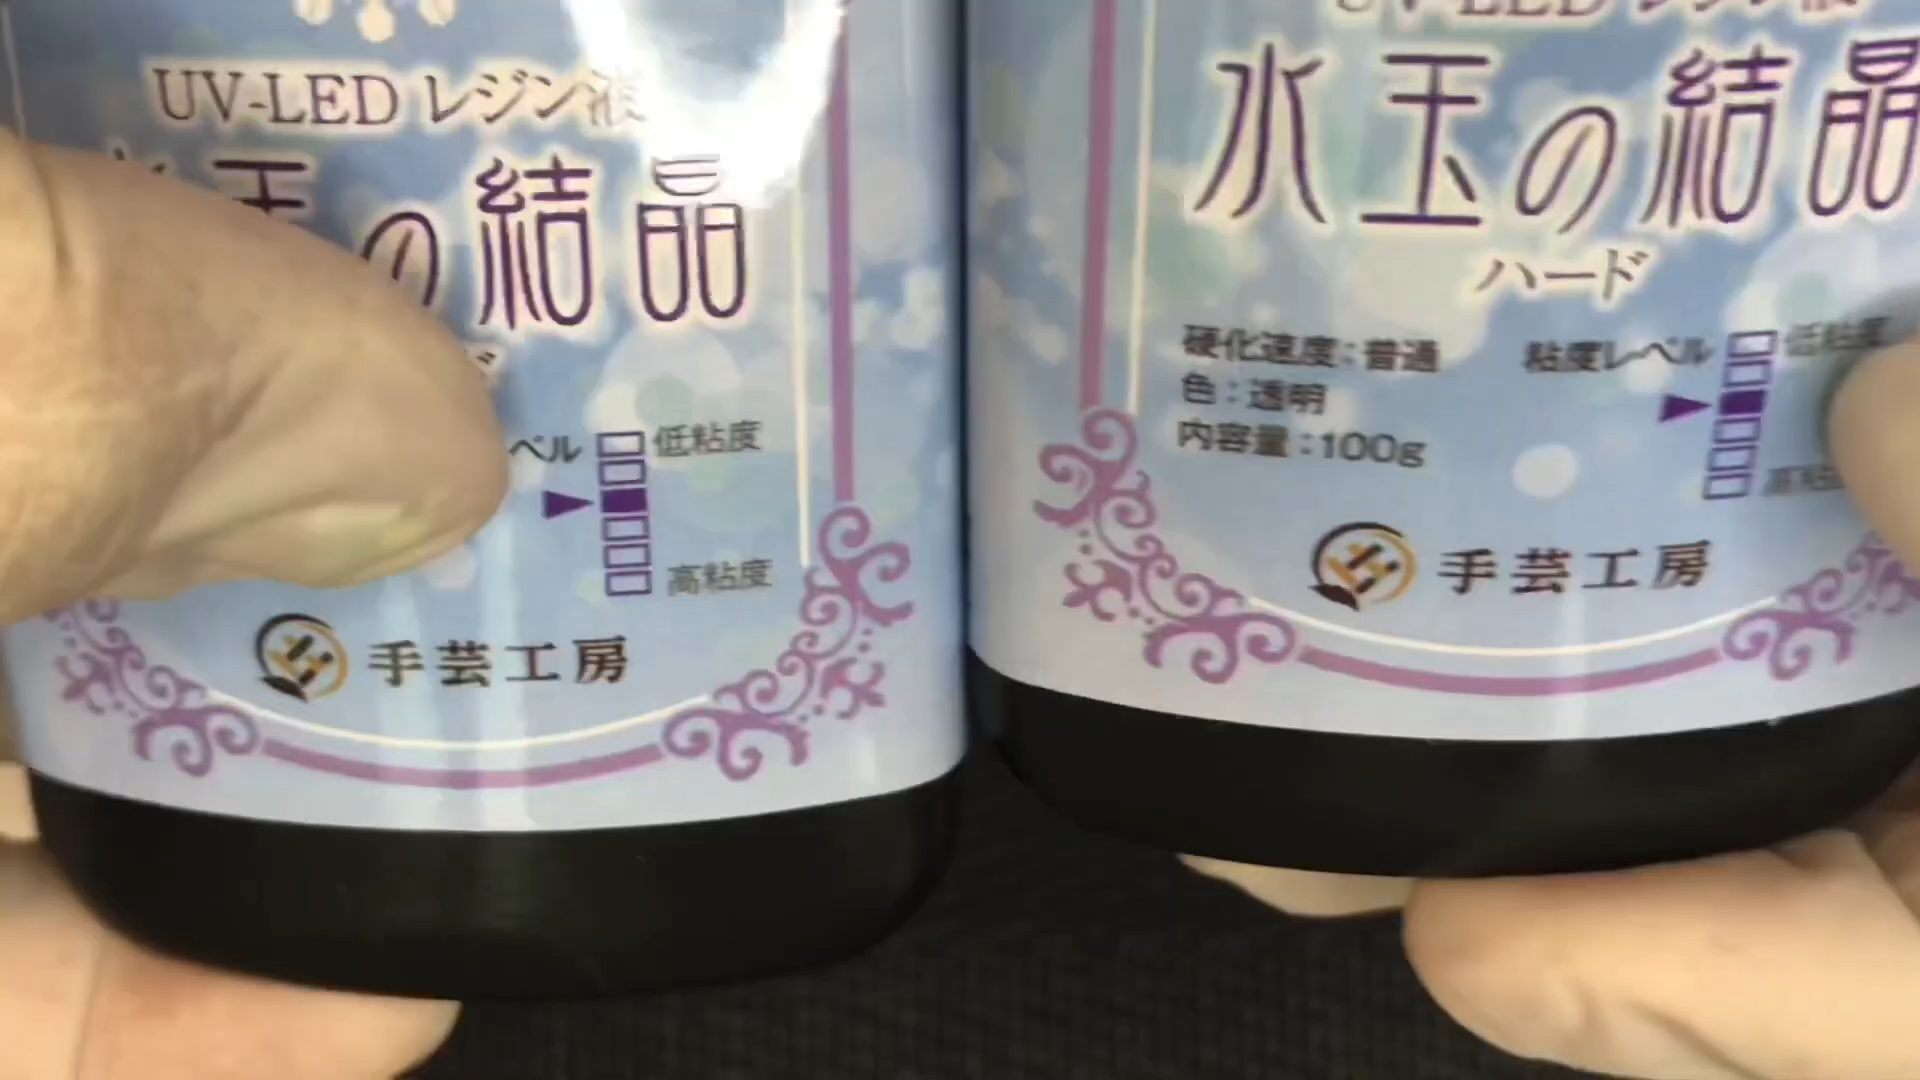 UV-LED レジン液
玉の結晶
ド
ベル
低粘度
高粘度
手芸工房
UV-LED レジン液
水玉の結晶
ハード
硬化速度:普通
色:透明
内容量:100g
粘度レベル
低粘度
手芸工房